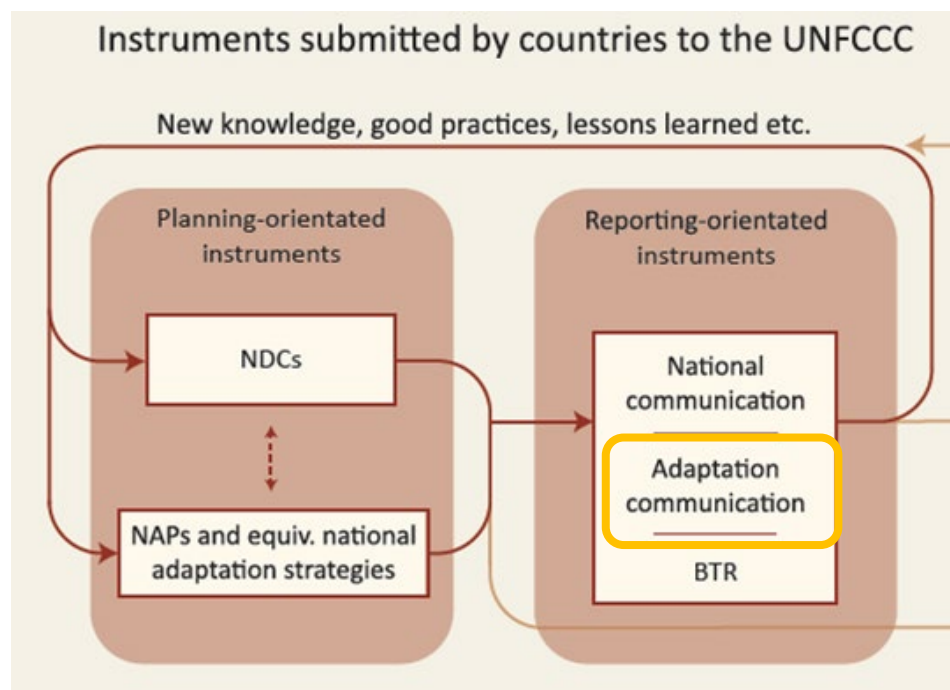 Instruments submitted by countries to the UNFCCC
New knowledge, good practices, lessons learned etc.
Planning-orientated
instruments
NDCs
NAPs and equiv. national
adaptation strategies
Reporting-orientated
instruments
National
communication
Adaptation
communication
BTR